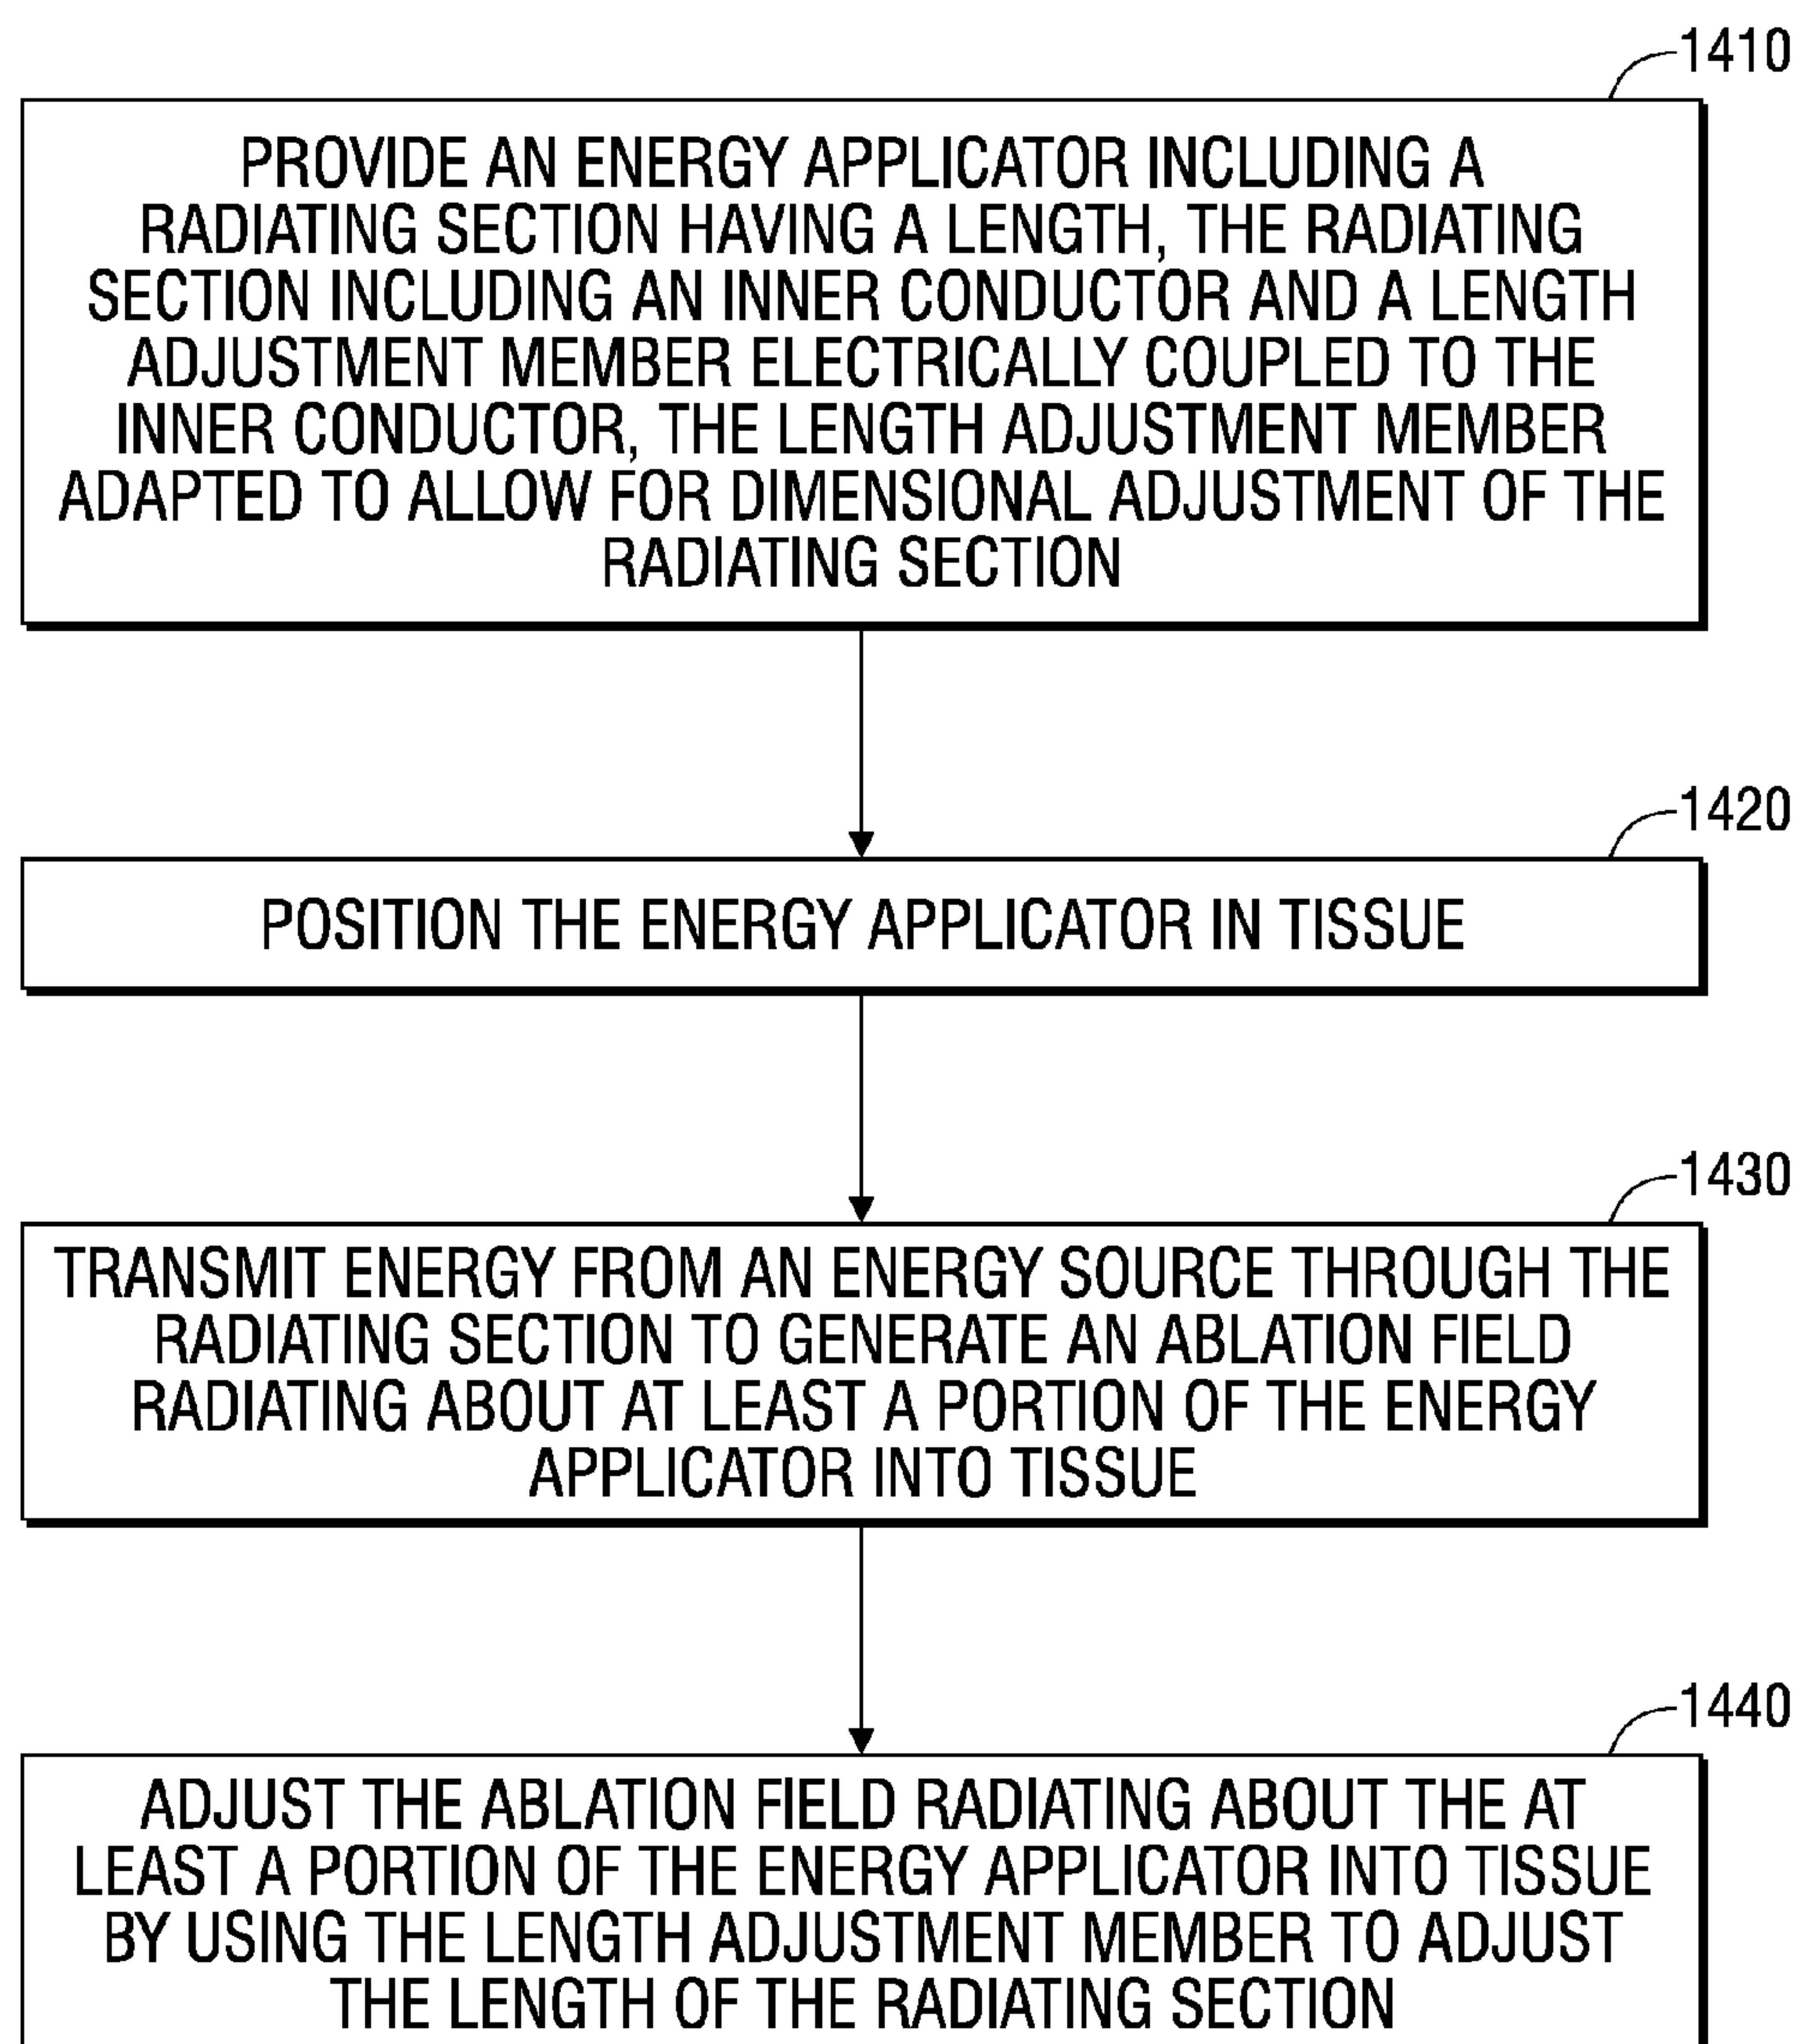 1410
PROVIDE AN ENERGY APPLICATOR INCLUDING A
RADIATING SECTION HAVING A LENGTH, THE RADIATING
SECTION INCLUDING AN INNER CONDUCTOR AND A LENGTH
ADJUSTMENT MEMBER ELECTRICALLY COUPLED TO THE
INNER CONDUCTOR, THE LENGTH ADJUSTMENT MEMBER
ADAPTED TO ALLOW FOR DIMENSIONAL ADJUSTMENT OF THE
RADIATING SECTION
1420
POSITION THE ENERGY APPLICATOR IN TISSUE
1430
TRANSMIT ENERGY FROM AN ENERGY SOURCE THROUGH THE
RADIATING SECTION TO GENERATE AN ABLATION FIELD
RADIATING ABOUT AT LEAST A PORTION OF THE ENERGY
APPLICATOR INTO TISSUE
1440
ADJUST THE ABLATION FIELD RADIATING ABOUT THE AT
LEAST A PORTION OF THE ENERGY APPLICATOR INTO TISSUE
BY USING THE LENGTH ADJUSTMENT MEMBER TO ADJUST
THE LENGTH OF THE RADIATING SECTION